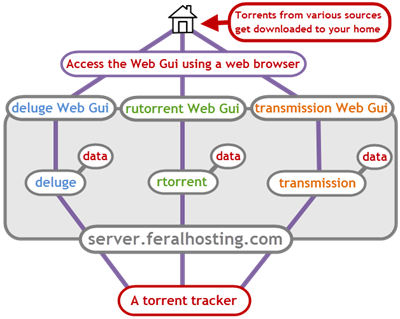 Torrents from various sources
get downloaded to your home
Access the Web Gui using a web browser
deluge Web Gui
rutorrent Web Gui
transmission Web Gui
data
data
data
deluge
rtorrent
transmission
server.feralhosting.com
A torrent tracker